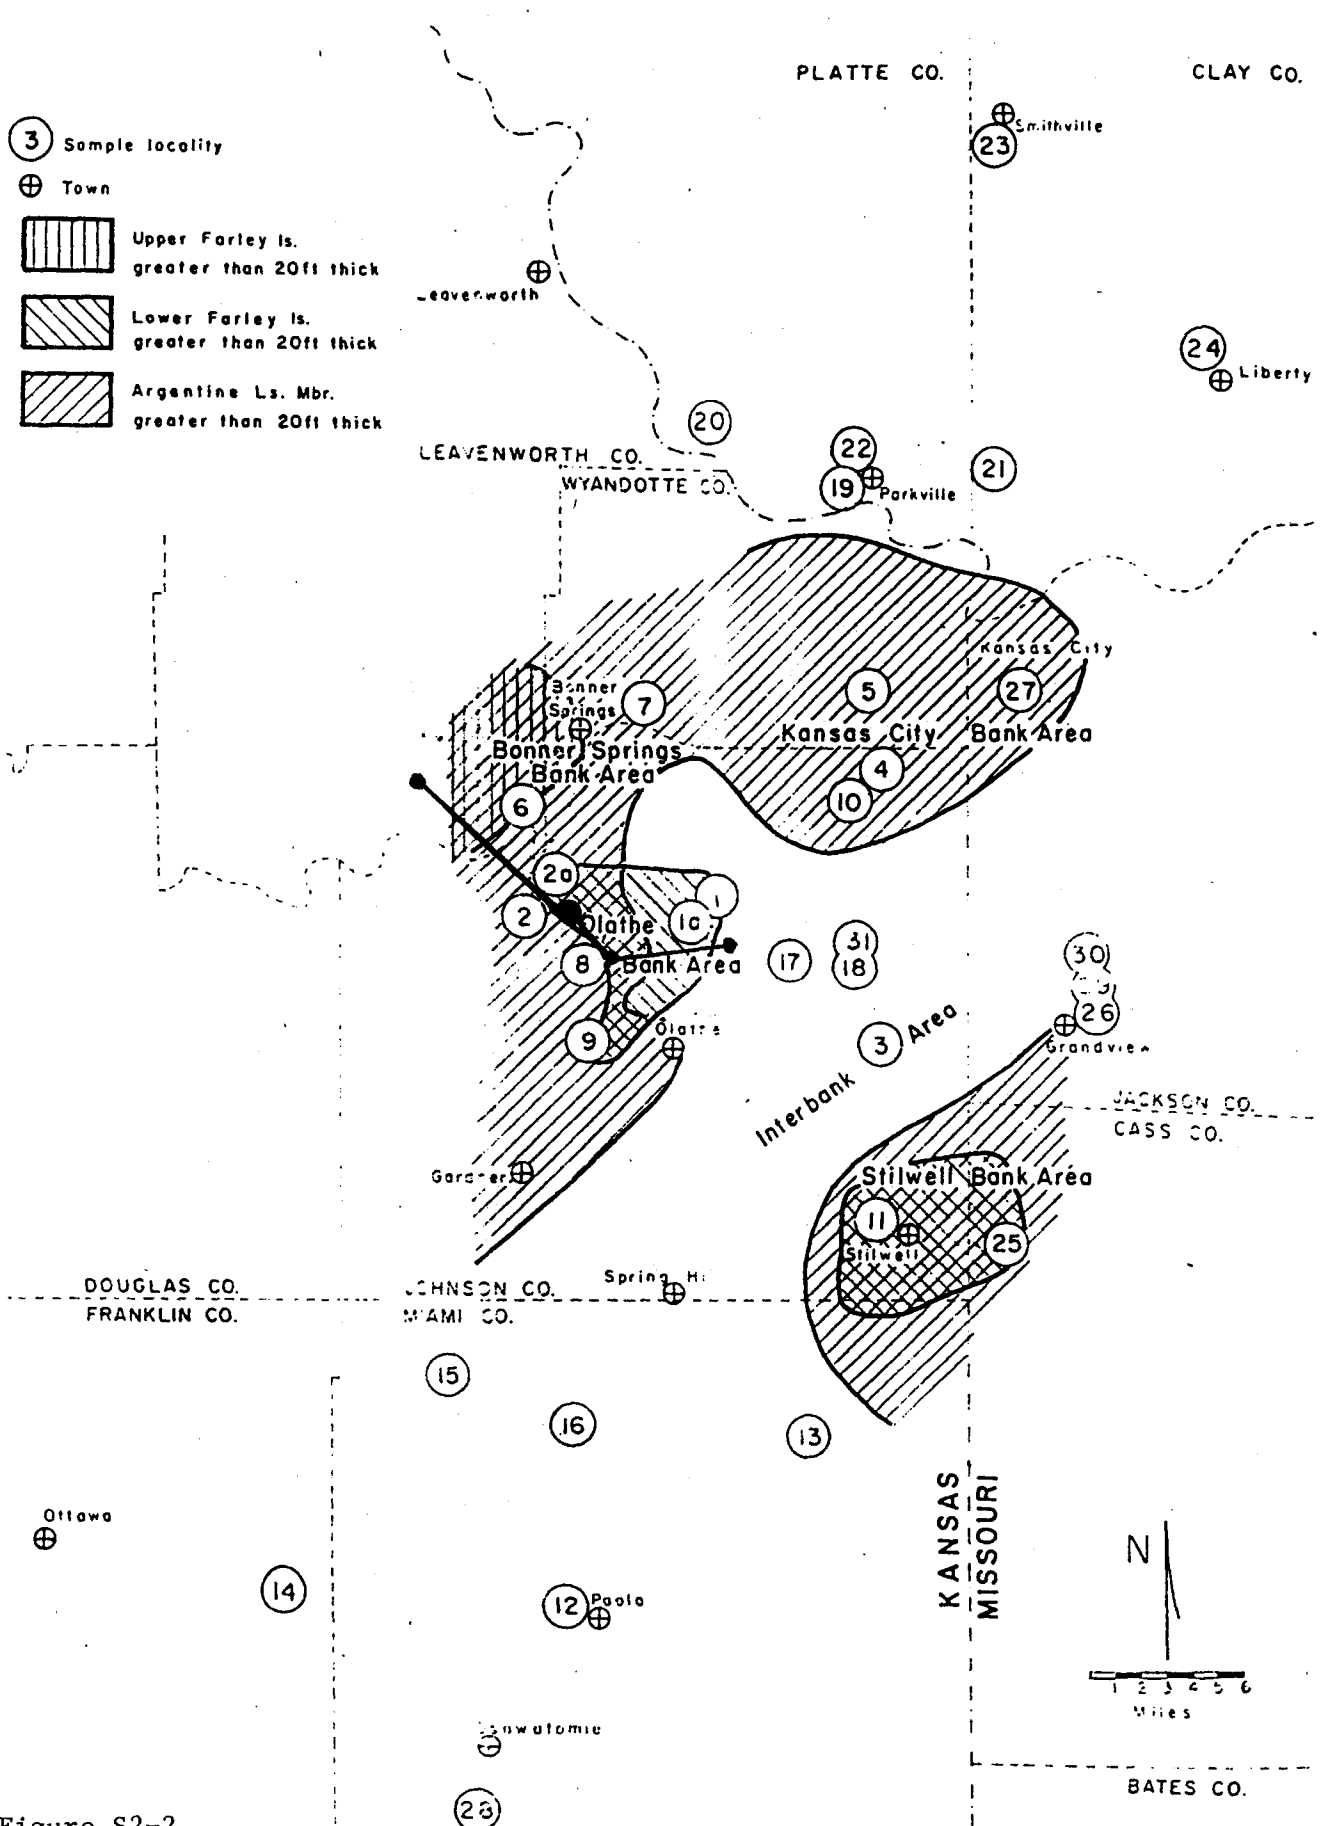 PLATTE CO.
CLAY CO.
3 Sample locality
Town
Upper Farley ls.
greater than 20ft thick
Lower Farley ls.
greater than 20ft thick
Argentine Ls. Mbr.
greater than 20ft thick
Smithville
23
Leavenworth
24
Liberty
20
22
19
Parkville
21
LEAVENWORTH CO.
WYANDOTTE CO.
Kansas City
27
Bonner
Springs
7
5
Kansas City Bank Area
Bonner Springs
Bank Area
4
10
6
2a
1
1a
2
Olathe
Bank Area
8
17
31
18
30
26
Grandview
9
Olathe
3
Interbank Area
JACKSON CO.
CASS CO.
Gardner
Stilwell Bank Area
11
Stilwell
25
DOUGLAS CO.
FRANKLIN CO.
JOHNSON CO.
MIAMI CO.
Spring
15
16
13
KANSAS
MISSOURI
Ottawa
14
12
Paola
N
1 2 3 4 5 6
Miles
28
BATES CO.
Figure S2-2